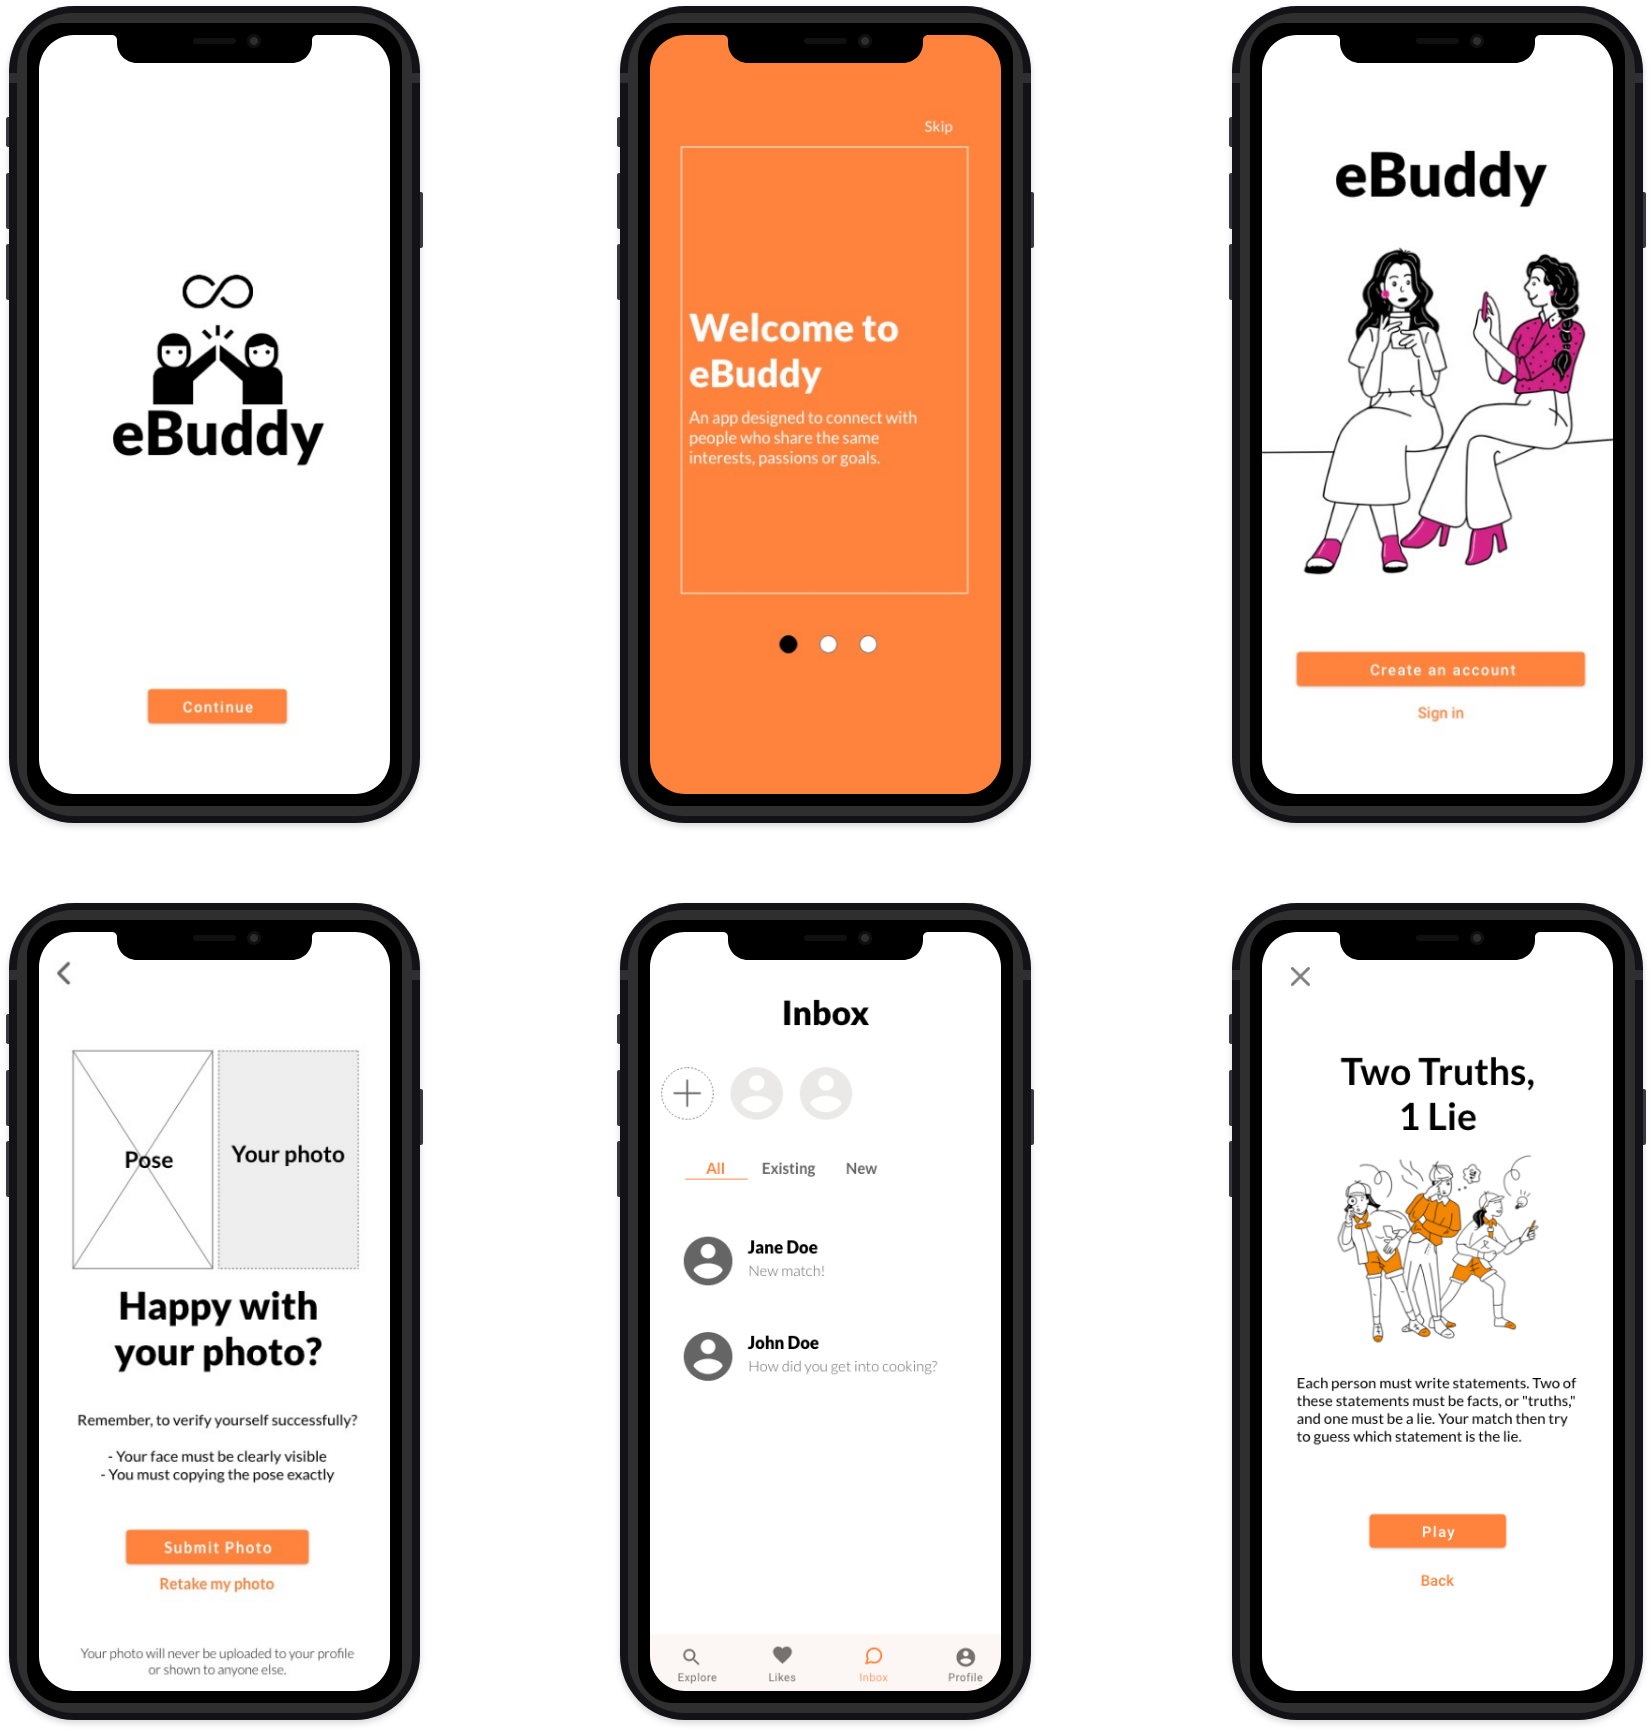 eBuddy
Continue
Skip
Welcome to
eBuddy
An app designed to connect with
people who share the same
interests, passions or goals.
eBuddy
Create an account
Sign in
Pose
Your photo
Happy with
your photo?
Remember, to verify yourself successfully?
- Your face must be clearly visible
- You must copying the pose exactly
Submit Photo
Retake my photo
Your photo will never be uploaded to your profile
or shown to anyone else.
Inbox
All Existing New
Jane Doe
New match!
John Doe
How did you get into cooking?
Explore Likes Inbox Profile
Two Truths,
1 Lie
Each person must write statements. Two of
these statements must be facts, or "truths,"
and one must be a lie. Your match then try
to guess which statement is the lie.
Play
Back